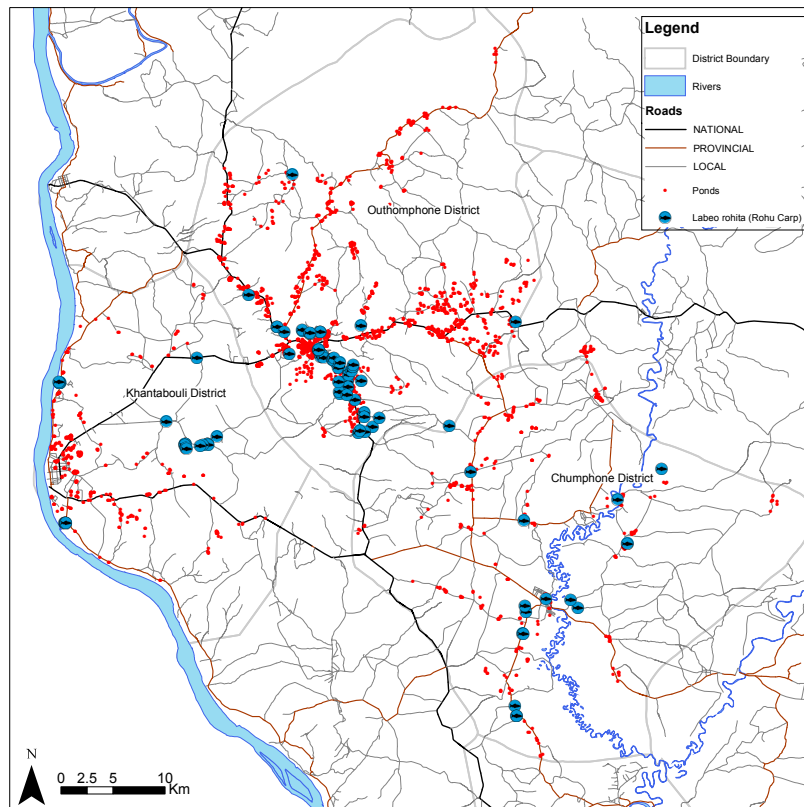 Legend
District Boundary
Rivers
Roads
NATIONAL
PROVINCIAL
LOCAL
Ponds
Labeo rohita (Rohu Carp)
Outhomphone District
Khantabouli District
Chumphone District
N
0 2.5 5 10
Km